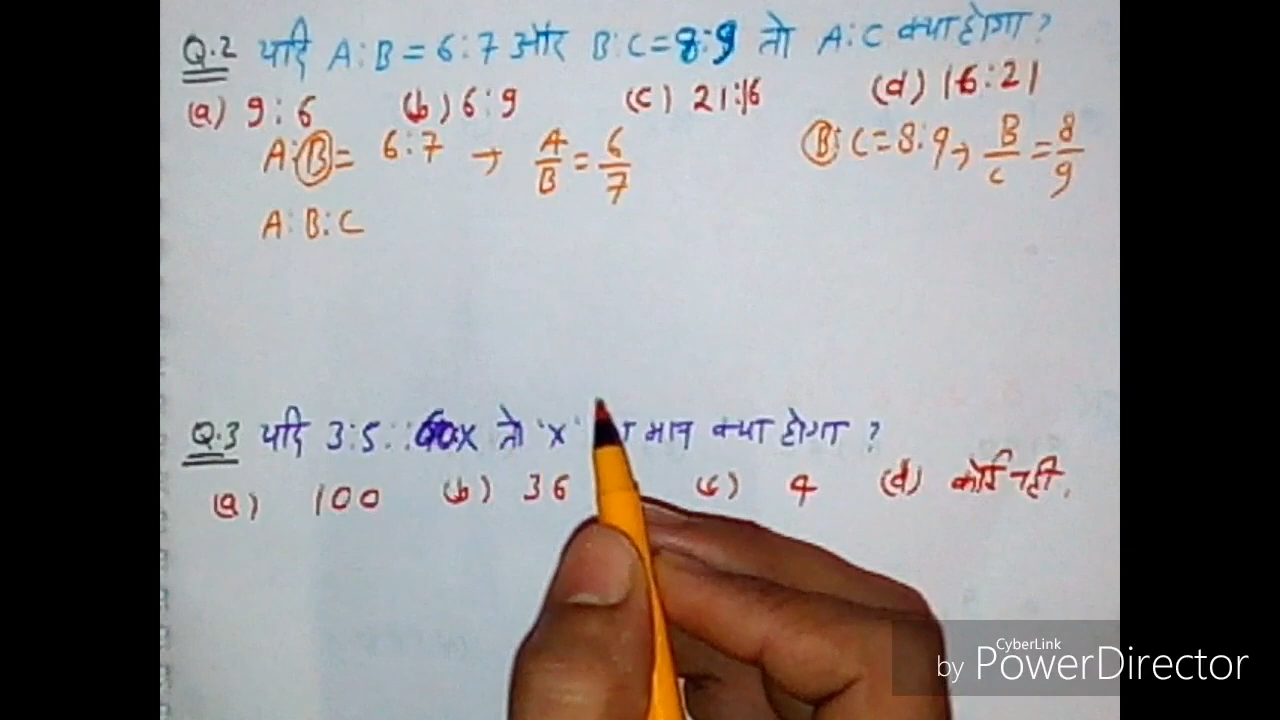 Q.2 यदि A:B = 6:7 और B:C = 8:9 तो A:C क्या होगा ?
(a) 9:6 (b) 6:9 (c) 21:16 (d) 16:21
A:B = 6:7 → A/B = 6/7 B:C = 8:9 → B/C = 8/9
A:B:C
Q.3 यदि 3:5 :: x तो 'x' मान क्या होगा ?
(a) 100 (b) 36 (c) 4 (d) कोई नही.
CyberLink
by PowerDirector